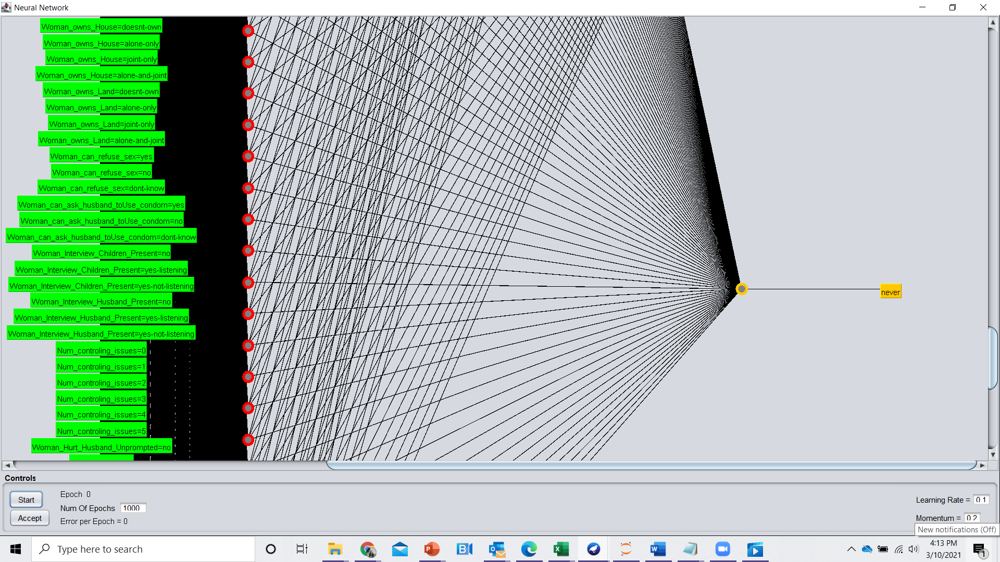 Neural Network
Woman_owns_House=doesnt-own
Woman_owns_House=alone-only
Woman_owns_House=joint-only
Woman_owns_House=alone-and-joint
Woman_owns_Land=doesnt-own
Woman_owns_Land=alone-only
Woman_owns_Land=joint-only
Woman_owns_Land=alone-and-joint
Woman_can_refuse_sex=yes
Woman_can_refuse_sex=no
Woman_can_refuse_sex=dont-know
Woman_can_ask_husband_toUse_condom=yes
Woman_can_ask_husband_toUse_condom=no
Woman_can_ask_husband_toUse_condom=dont-know
Woman_Interview_Children_Present=no
Woman_Interview_Children_Present=yes-listening
Woman_Interview_Children_Present=yes-not-listening
Woman_Interview_Husband_Present=no
Woman_Interview_Husband_Present=yes-listening
Woman_Interview_Husband_Present=yes-not-listening
Num_controling_issues=0
Num_controling_issues=1
Num_controling_issues=2
Num_controling_issues=3
Num_controling_issues=4
Num_controling_issues=5
Woman_Hurt_Husband_Unprompted=no
never
Controls
Start
Accept
Epoch 0
Num Of Epochs 1000
Error per Epoch = 0
Learning Rate = 0.1
Momentum = 0.2
New notifications (Off)
Type here to search
4:13 PM
3/10/2021
1